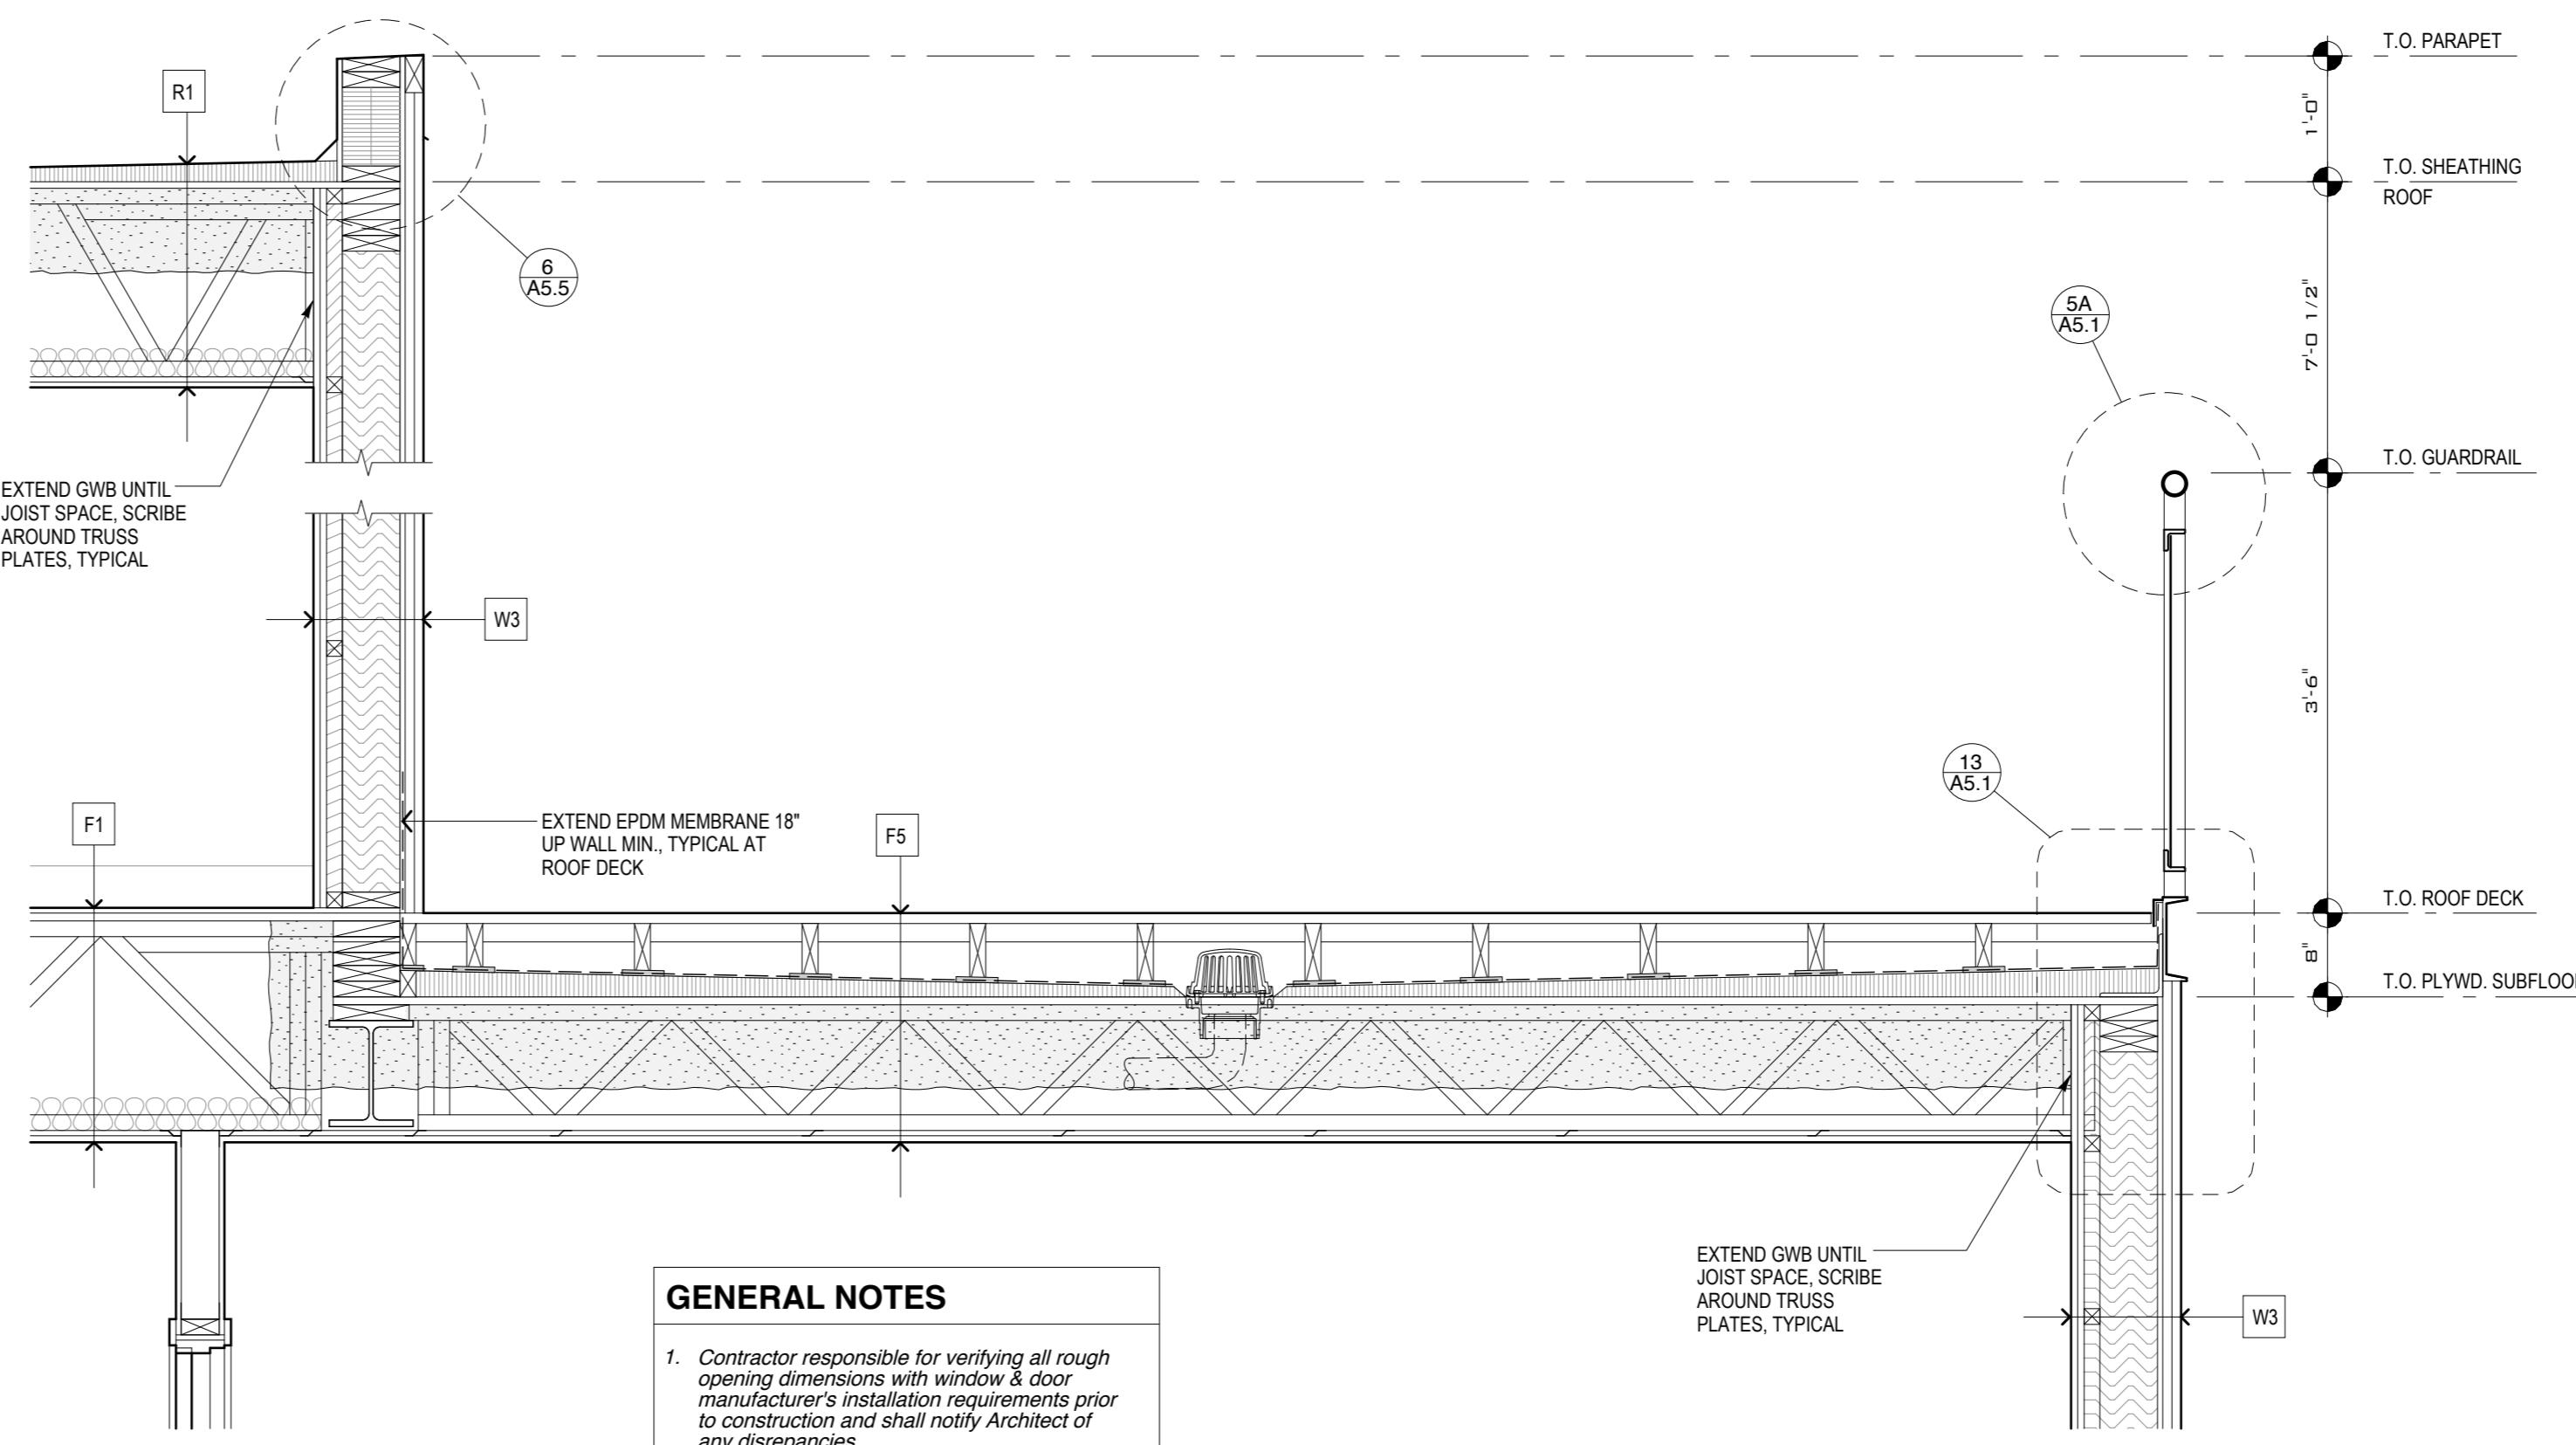 T.O. PARAPET
1'-0"
R1
T.O. SHEATHING
ROOF
6
A5.5
7'-0 1/2"
5A
A5.1
T.O. GUARDRAIL
EXTEND GWB UNTIL
JOIST SPACE, SCRIBE
AROUND TRUSS
PLATES, TYPICAL
W3
3'-6"
13
A5.1
F1
EXTEND EPDM MEMBRANE 18"
UP WALL MIN., TYPICAL AT
ROOF DECK
F5
T.O. ROOF DECK
8"
T.O. PLYWD. SUBFLOOR
EXTEND GWB UNTIL
JOIST SPACE, SCRIBE
AROUND TRUSS
PLATES, TYPICAL
W3
GENERAL NOTES
1. Contractor responsible for verifying all rough
opening dimensions with window & door
manufacturer's installation requirements prior
to construction and shall notify Architect of
any disrepancies